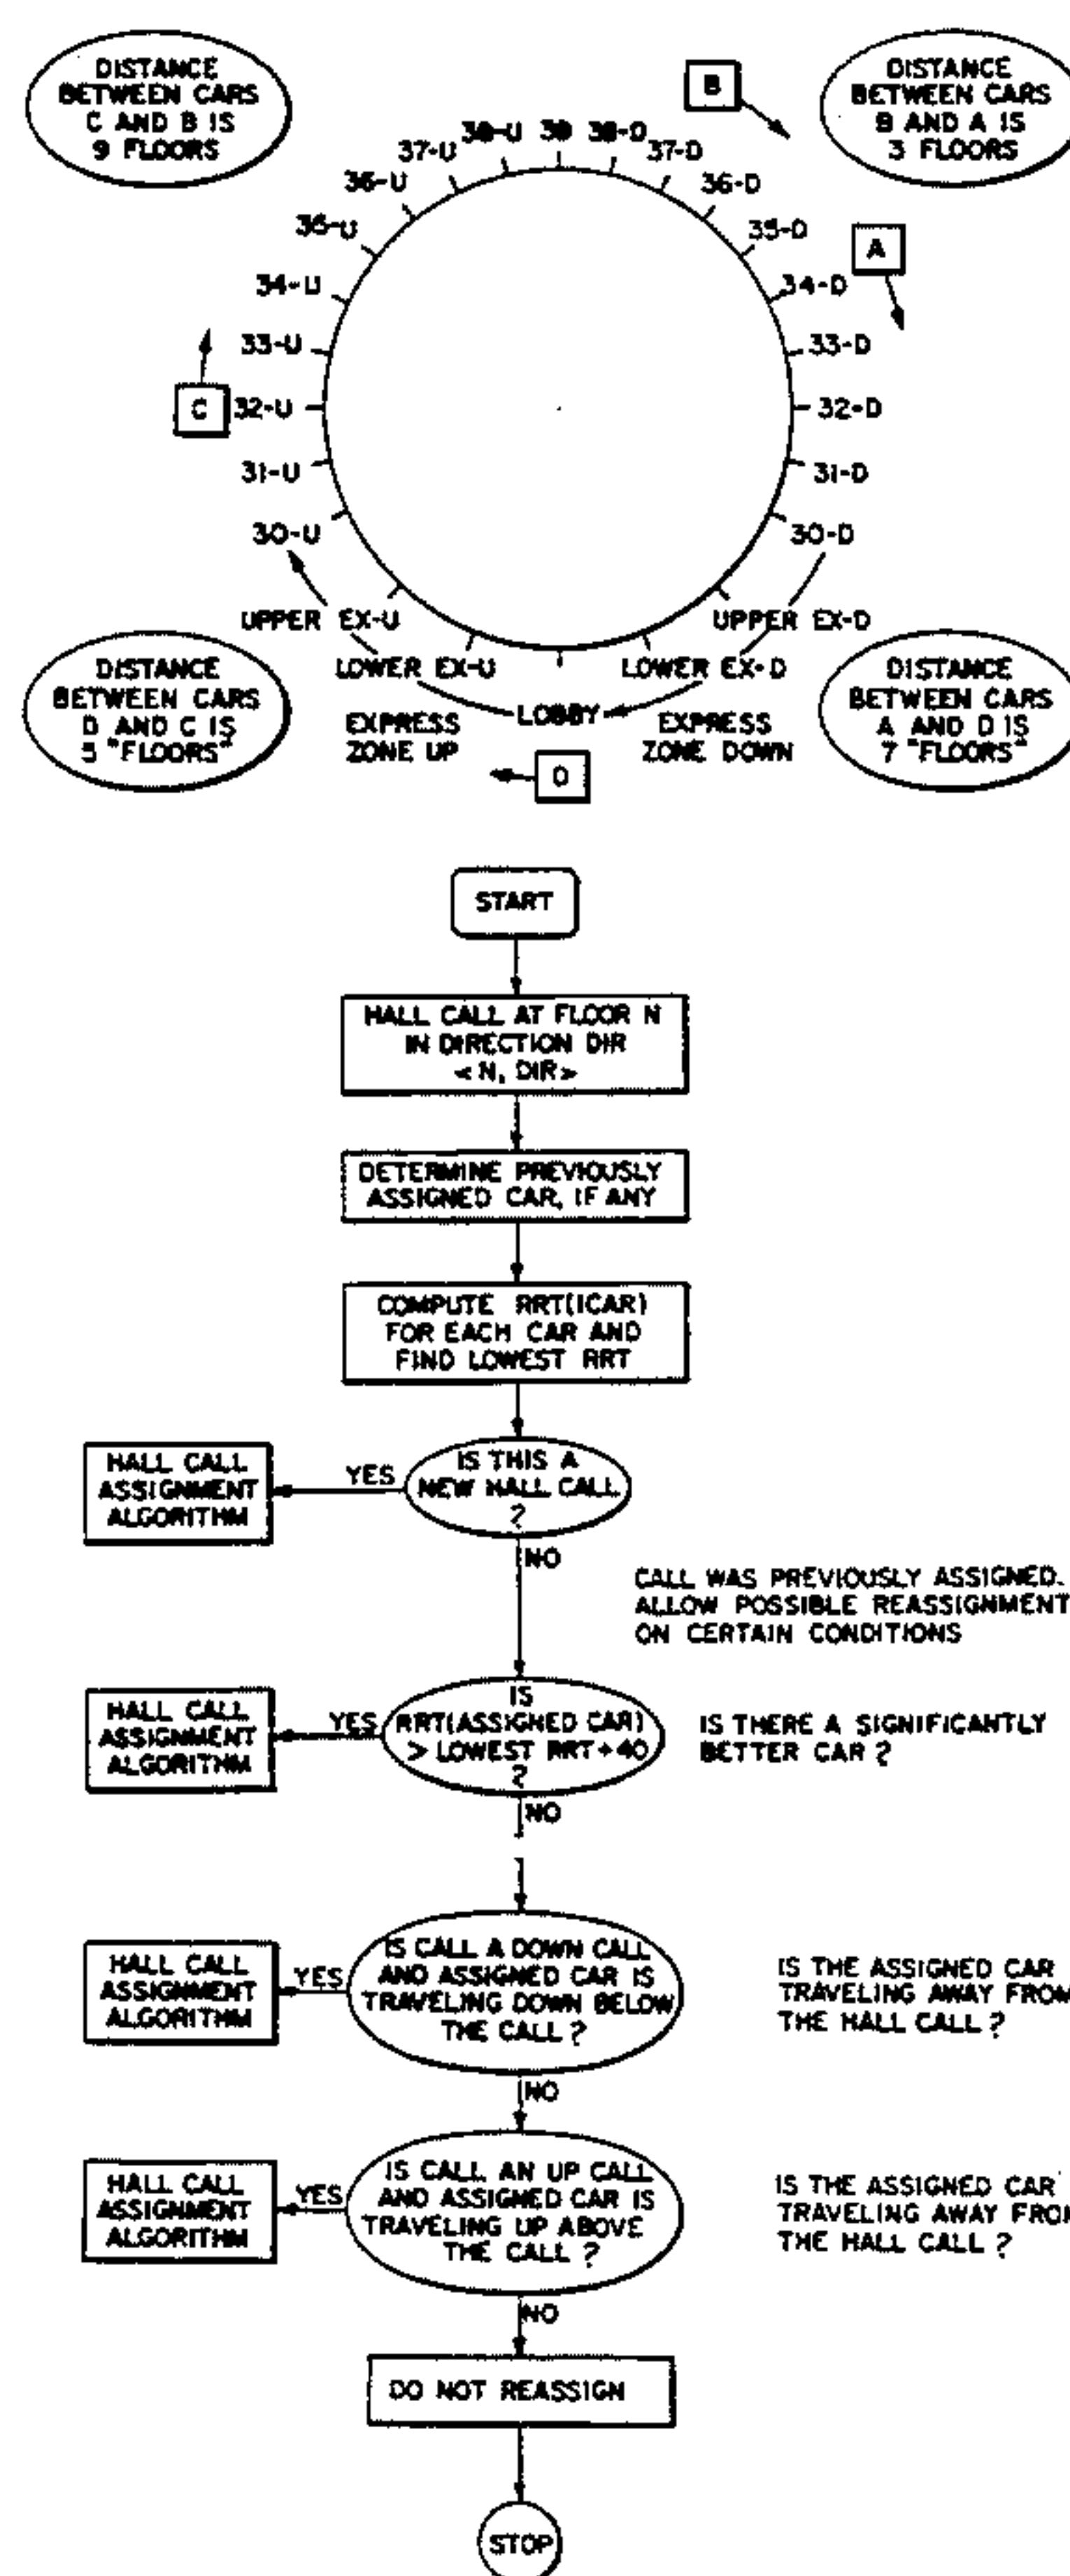 DISTANCE
BETWEEN CARS
C AND B IS
9 FLOORS
B
DISTANCE
BETWEEN CARS
B AND A IS
3 FLOORS
38-U
39
38-D
37-U
37-D
36-U
36-D
35-U
35-D
A
34-U
34-D
33-U
33-D
C
32-U
32-D
31-U
31-D
30-U
30-D
UPPER EX-U
UPPER EX-D
LOWER EX-U
LOWER EX-D
LOBBY
EXPRESS
ZONE UP
EXPRESS
ZONE DOWN
DISTANCE
BETWEEN CARS
D AND C IS
5 "FLOORS"
DISTANCE
BETWEEN CARS
A AND D IS
7 "FLOORS"
D
START
HALL CALL AT FLOOR N
IN DIRECTION DIR
<N, DIR>
DETERMINE PREVIOUSLY
ASSIGNED CAR, IF ANY
COMPUTE RRT(ICAR)
FOR EACH CAR AND
FIND LOWEST RRT
IS THIS A
NEW HALL CALL
?
YES
HALL CALL
ASSIGNMENT
ALGORITHM
NO
CALL WAS PREVIOUSLY ASSIGNED.
ALLOW POSSIBLE REASSIGNMENT
ON CERTAIN CONDITIONS
IS
RRT(ASSIGNED CAR)
> LOWEST RRT+40
?
YES
HALL CALL
ASSIGNMENT
ALGORITHM
IS THERE A SIGNIFICANTLY
BETTER CAR?
NO
IS CALL A DOWN CALL
AND ASSIGNED CAR IS
TRAVELING DOWN BELOW
THE CALL?
YES
HALL CALL
ASSIGNMENT
ALGORITHM
IS THE ASSIGNED CAR
TRAVELING AWAY FROM
THE HALL CALL?
NO
IS CALL AN UP CALL
AND ASSIGNED CAR IS
TRAVELING UP ABOVE
THE CALL?
YES
HALL CALL
ASSIGNMENT
ALGORITHM
IS THE ASSIGNED CAR
TRAVELING AWAY FROM
THE HALL CALL?
NO
DO NOT REASSIGN
STOP